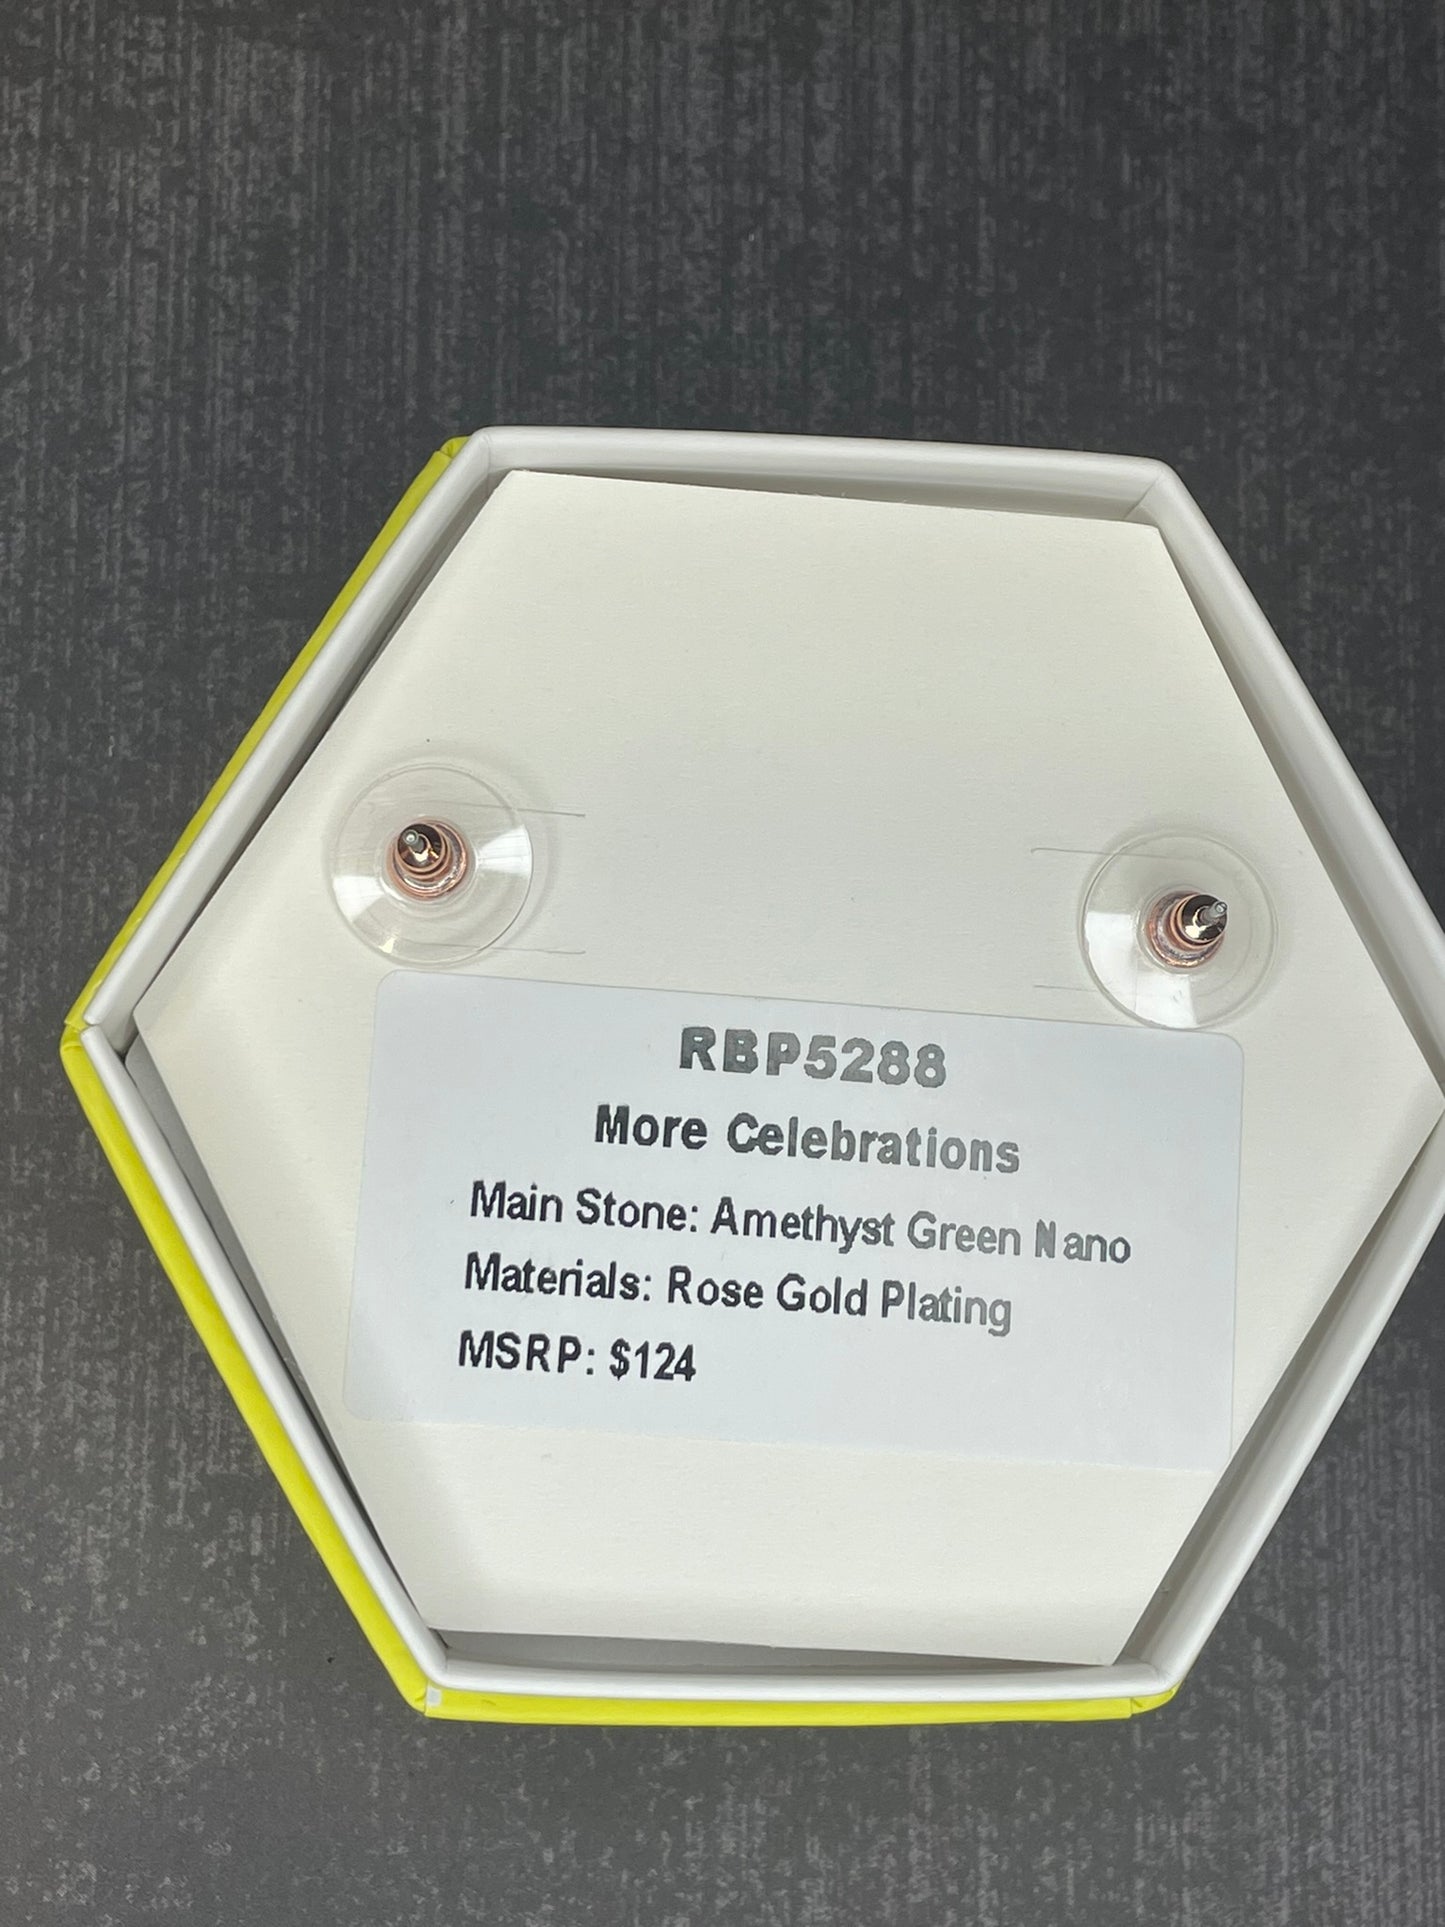 RBP5288
More Celebrations
Main Stone: Amethyst Green Nano
Materials: Rose Gold Plating
MSRP: $124